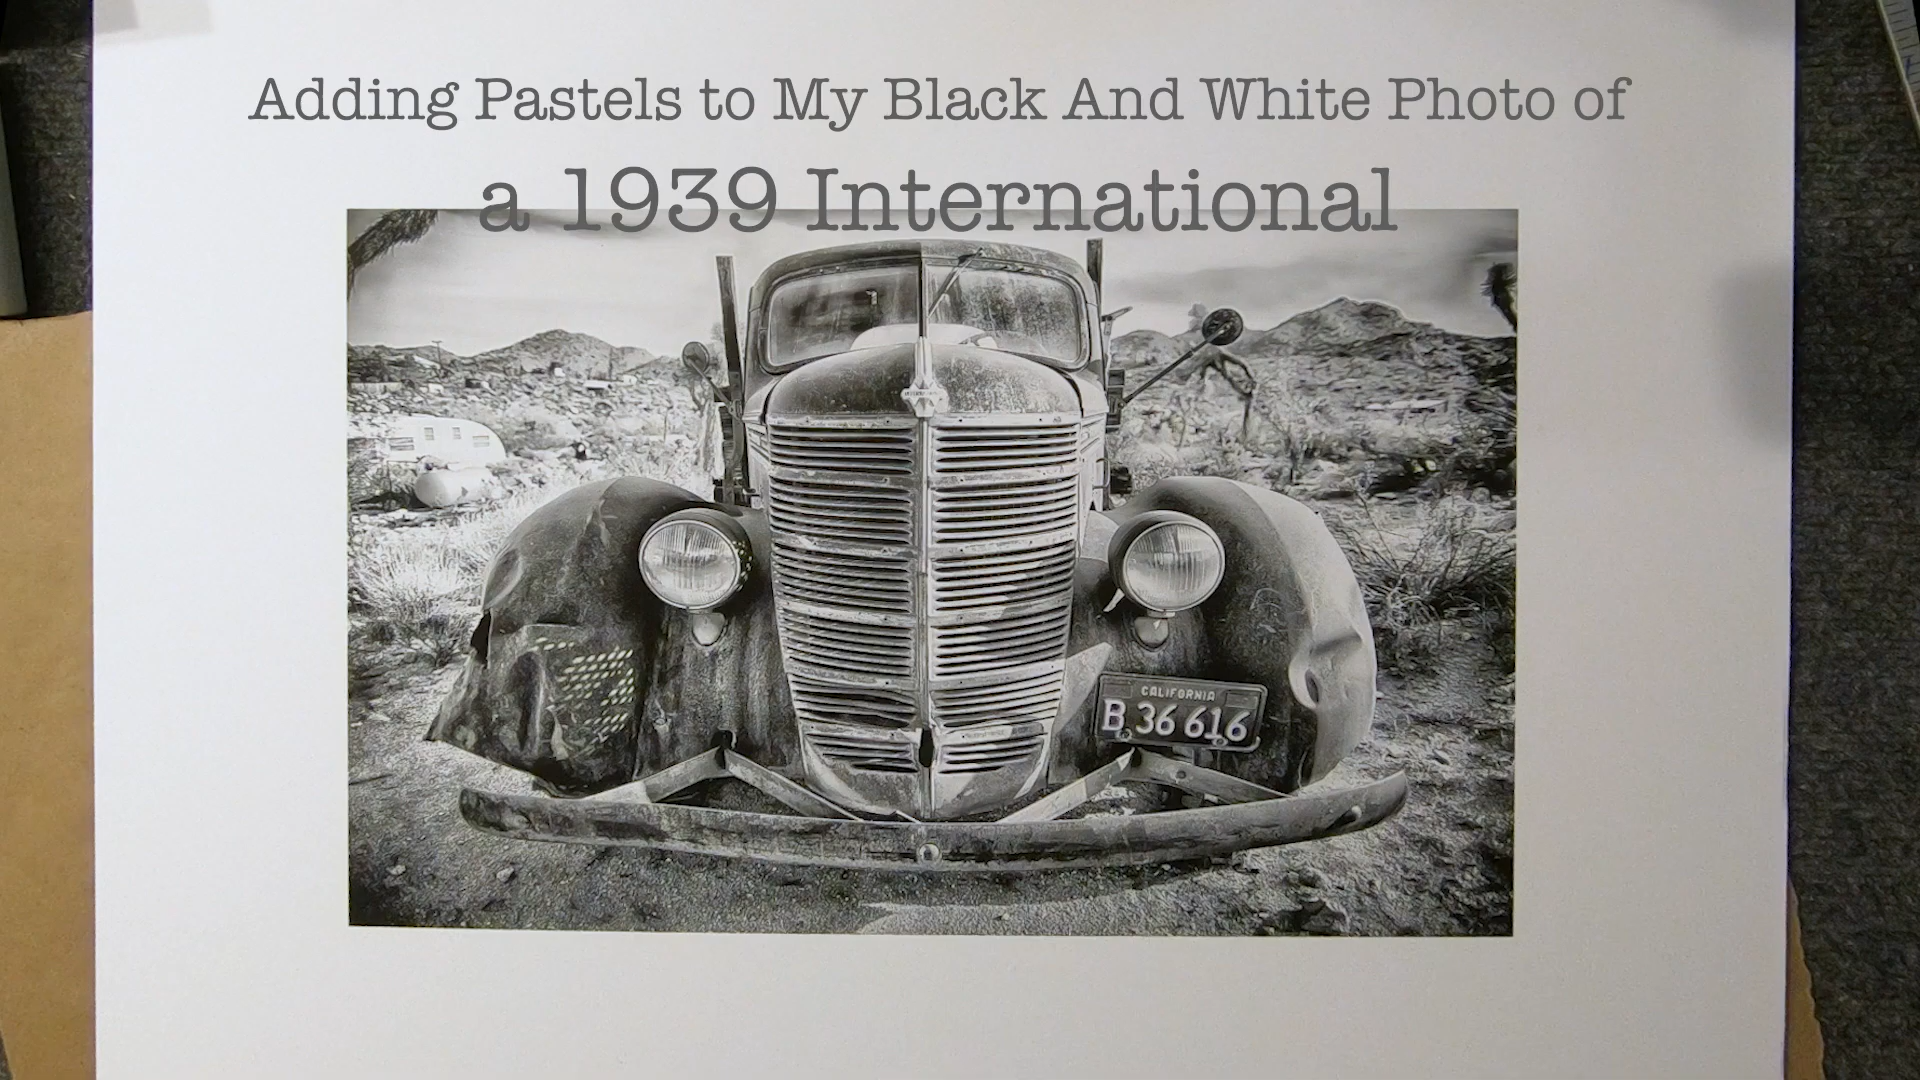 Adding Pastels to My Black And White Photo of
a 1939 International
CALIFORNIA
B 36 616